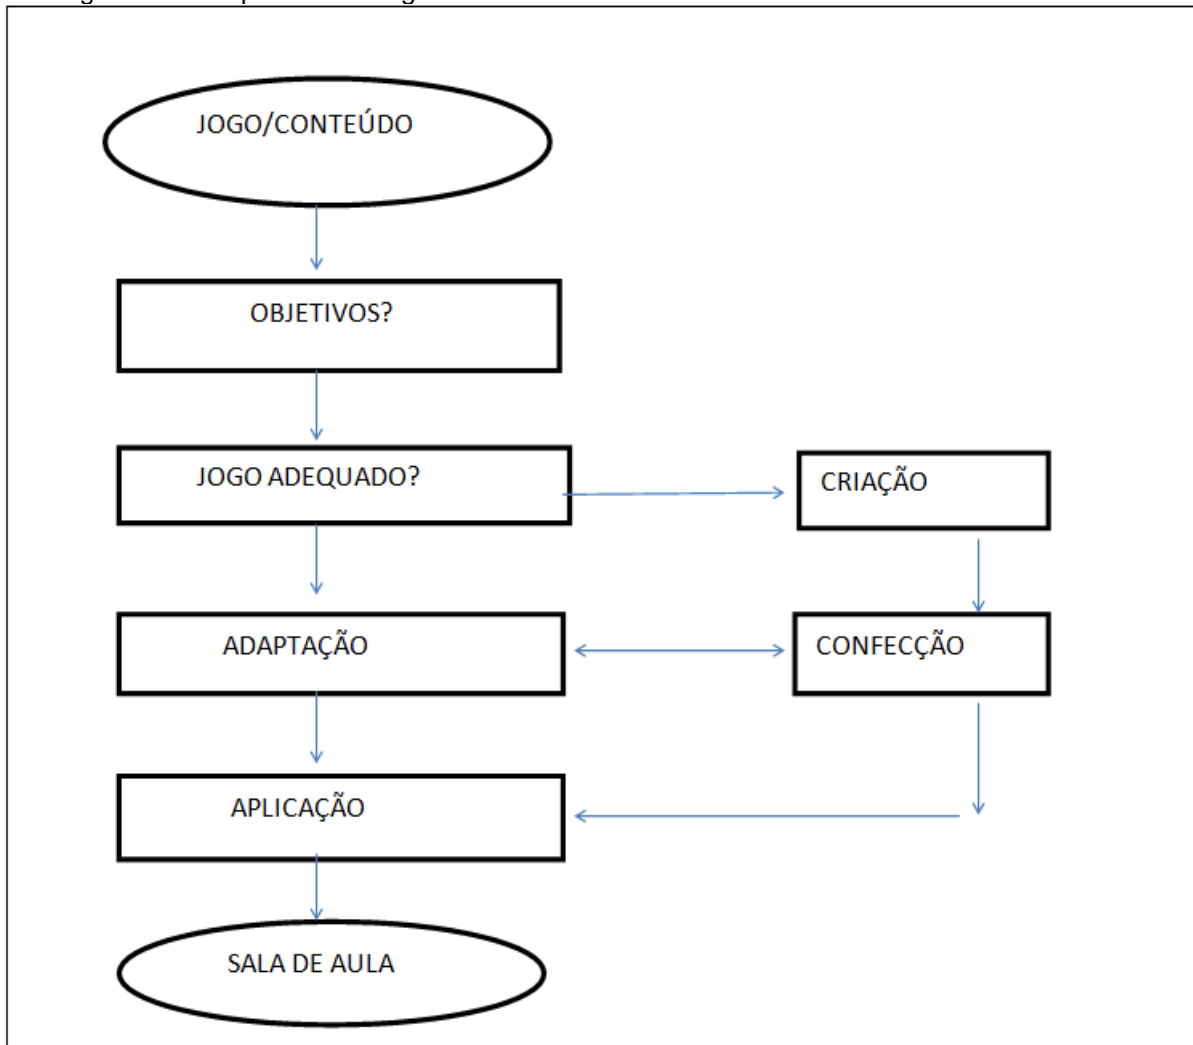 JOGO/CONTEÚDO
OBJETIVOS?
JOGO ADEQUADO?
CRIAÇÃO
ADAPTAÇÃO
CONFECÇÃO
APLICAÇÃO
SALA DE AULA